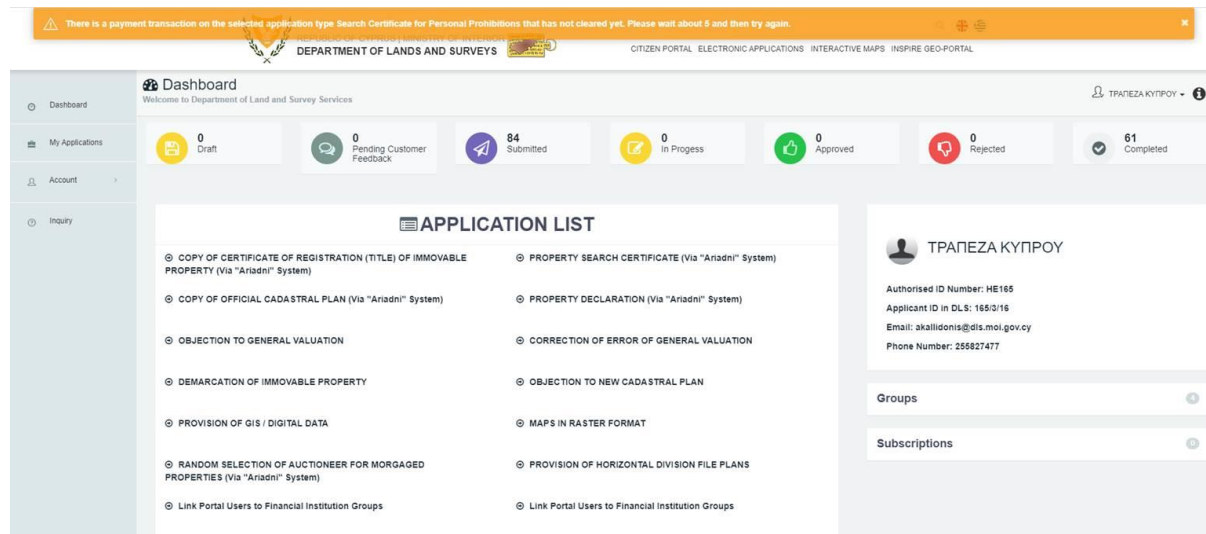 There is a payment transaction on the selected application type Search Certificate for Personal Prohibitions that has not cleared yet. Please wait about 5 and then try again.
REPUBLIC OF CYPRUS | MINISTRY OF INTERIOR
DEPARTMENT OF LANDS AND SURVEYS
CITIZEN PORTAL ELECTRONIC APPLICATIONS INTERACTIVE MAPS INSPIRE GEO-PORTAL
Dashboard
My Applications
Account
Inquiry
Dashboard
Welcome to Department of Land and Survey Services
ΤΡΑΠΕΖΑ ΚΥΠΡΟΥ
0
Draft
0
Pending Customer
Feedback
84
Submitted
0
In Progess
0
Approved
0
Rejected
61
Completed
APPLICATION LIST
COPY OF CERTIFICATE OF REGISTRATION (TITLE) OF IMMOVABLE
PROPERTY (Via "Ariadni" System)
PROPERTY SEARCH CERTIFICATE (Via "Ariadni" System)
COPY OF OFFICIAL CADASTRAL PLAN (Via "Ariadni" System)
PROPERTY DECLARATION (Via "Ariadni" System)
OBJECTION TO GENERAL VALUATION
CORRECTION OF ERROR OF GENERAL VALUATION
DEMARCATION OF IMMOVABLE PROPERTY
OBJECTION TO NEW CADASTRAL PLAN
PROVISION OF GIS / DIGITAL DATA
MAPS IN RASTER FORMAT
RANDOM SELECTION OF AUCTIONEER FOR MORGAGED
PROPERTIES (Via "Ariadni" System)
PROVISION OF HORIZONTAL DIVISION FILE PLANS
Link Portal Users to Financial Institution Groups
Link Portal Users to Financial Institution Groups
ΤΡΑΠΕΖΑ ΚΥΠΡΟΥ
Authorised ID Number: HE165
Applicant ID in DLS: 165/3/16
Email: akallidonis@dls.moi.gov.cy
Phone Number: 255827477
Groups
4
Subscriptions